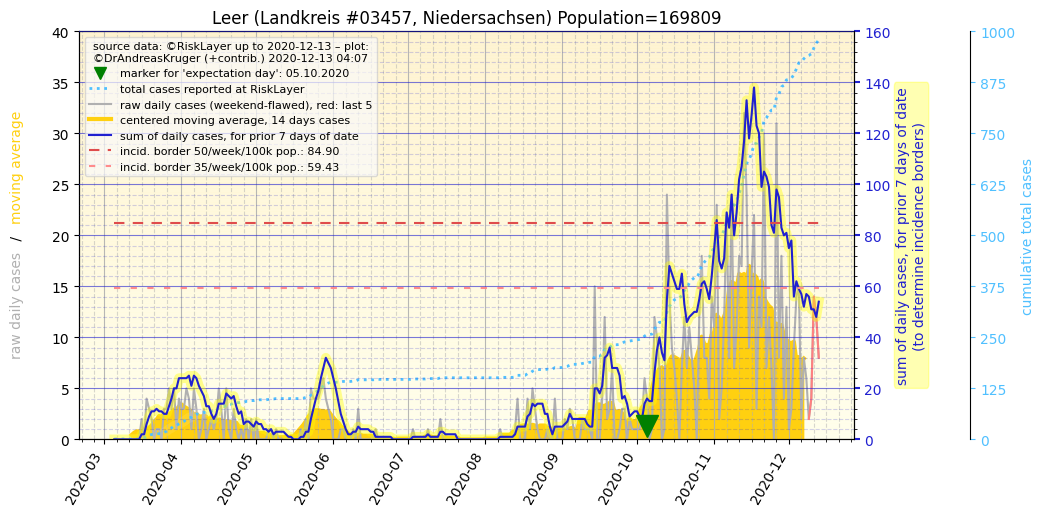 Leer (Landkreis #03457, Niedersachsen) Population=169809
source data: ©RiskLayer up to 2020-12-13 – plot:
©DrAndreasKruger (+contrib.) 2020-12-13 04:07
marker for 'expectation day': 05.10.2020
total cases reported at RiskLayer
raw daily cases (weekend-flawed), red: last 5
centered moving average, 14 days cases
sum of daily cases, for prior 7 days of date
incid. border 50/week/100k pop.: 84.90
incid. border 35/week/100k pop.: 59.43
raw daily cases / moving average
40
35
30
25
20
15
10
5
0
2020-03
2020-04
2020-05
2020-06
2020-07
2020-08
2020-09
2020-10
2020-11
2020-12
160
140
120
100
80
60
40
20
0
sum of daily cases, for prior 7 days of date
(to determine incidence borders)
1000
875
750
625
500
375
250
125
0
cumulative total cases